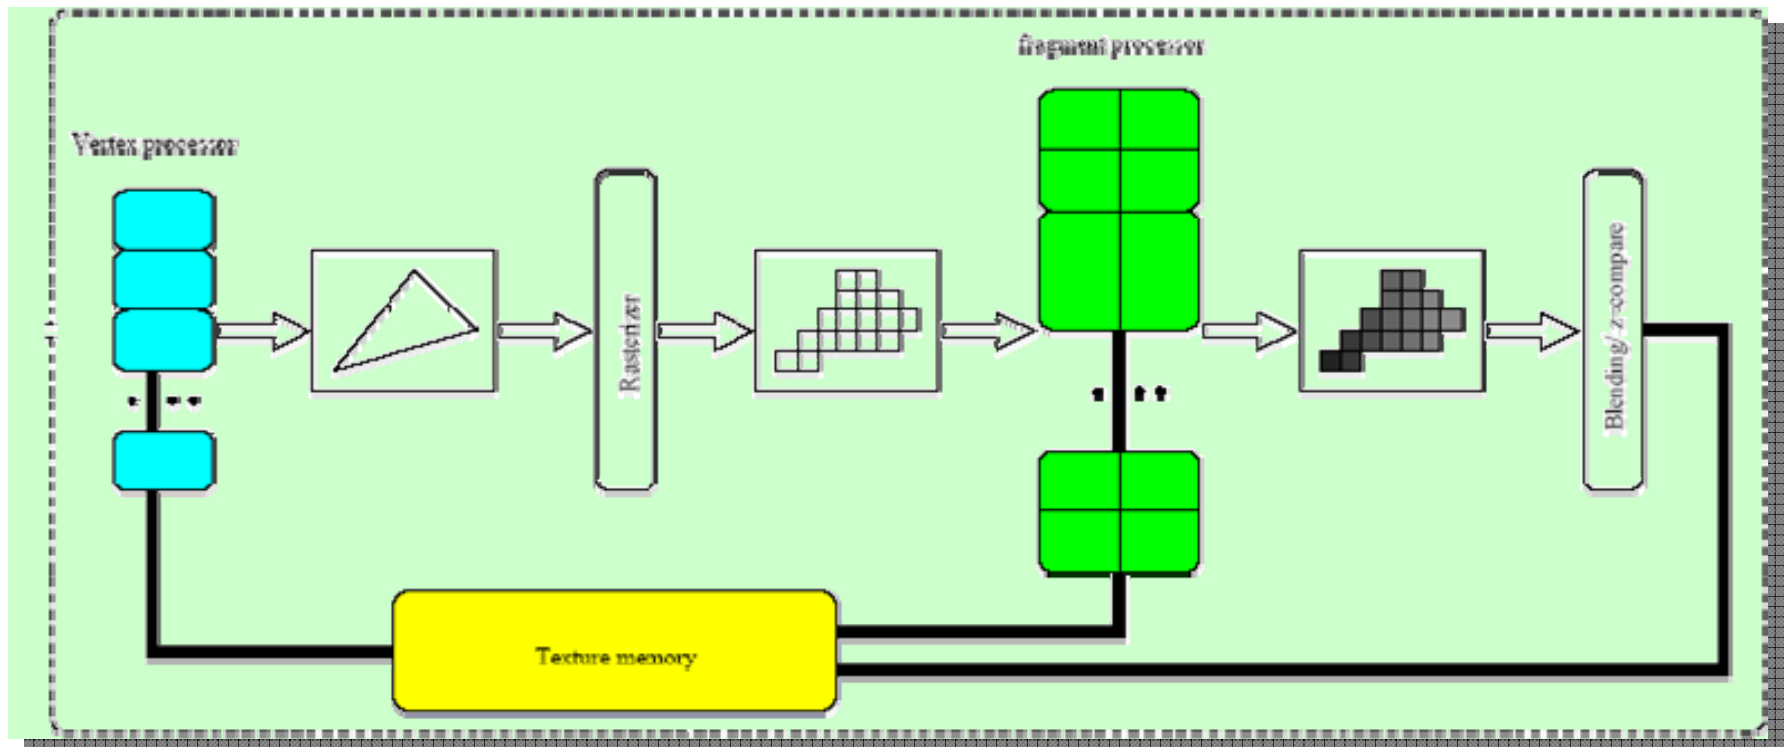 fragment processor
Vertex processor
Rasterizer
Blending/ z-compare
Texture memory